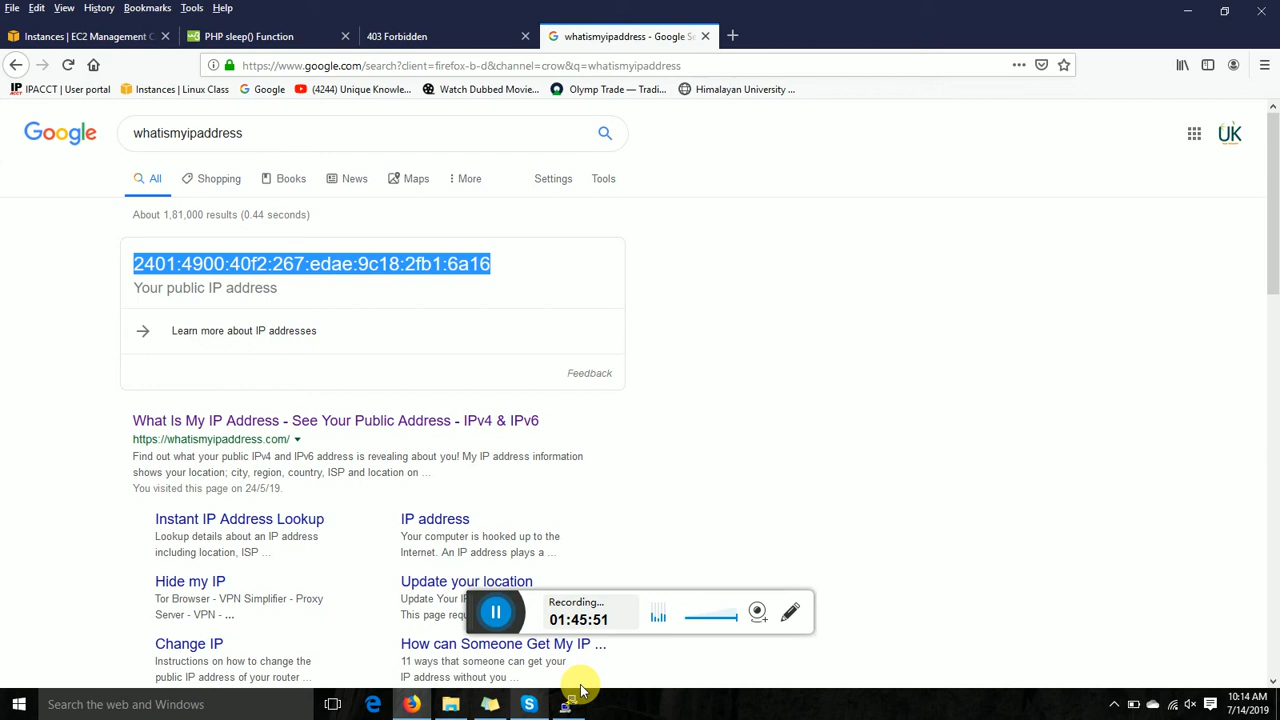 File Edit View History Bookmarks Tools Help
Instances | EC2 Management C
PHP sleep() Function
403 Forbidden
whatismyipaddress - Google Se
https://www.google.com/search?client=firefox-b-d&channel=crow&q=whatismyipaddress
IPACCT | User portal
Instances | Linux Class
Google
(4244) Unique Knowle...
Watch Dubbed Movie...
Olymp Trade — Tradi...
Himalayan University ...
Google
whatismyipaddress
UK
All Shopping Books News Maps More Settings Tools
About 1,81,000 results (0.44 seconds)
2401:4900:40f2:267:edae:9c18:2fb1:6a16
Your public IP address
Learn more about IP addresses
Feedback
What Is My IP Address - See Your Public Address - IPv4 & IPv6
https://whatismyipaddress.com/
Find out what your public IPv4 and IPv6 address is revealing about you! My IP address information
shows your location; city, region, country, ISP and location on ...
You visited this page on 24/5/19.
Instant IP Address Lookup
Lookup details about an IP address
including location, ISP ...
IP address
Your computer is hooked up to the
Internet. An IP address plays a ...
Hide my IP
Tor Browser - VPN Simplifier - Proxy
Server - VPN - ...
Update your location
Update Your I
This page req
Change IP
Instructions on how to change the
public IP address of your router ...
How can Someone Get My IP ...
11 ways that someone can get your
IP address without you ...
Recording...
01:45:51
Search the web and Windows
10:14 AM
7/14/2019